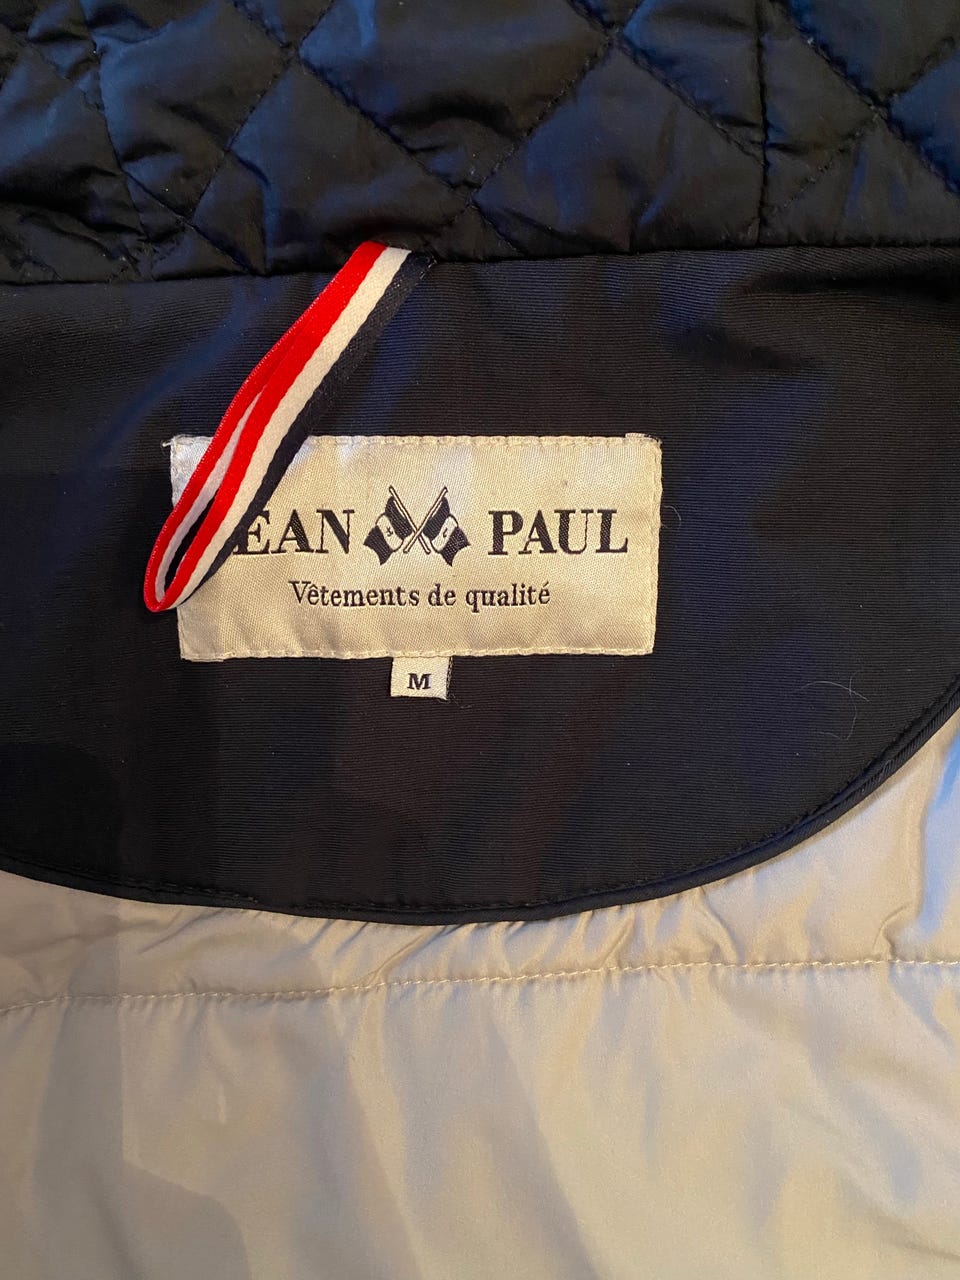 EAN PAUL
Vêtements de qualité
M